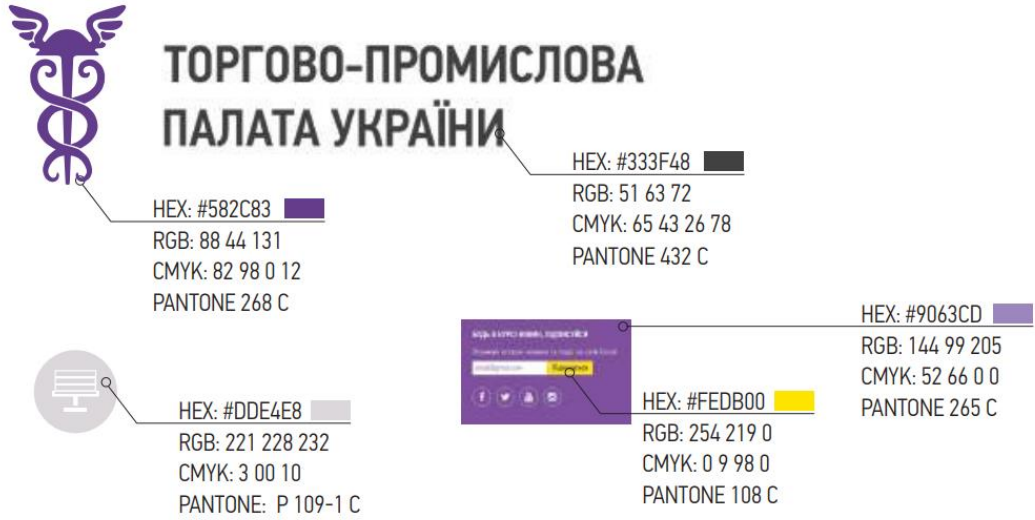 ТОРГОВО-ПРОМИСЛОВА
ПАЛАТА УКРАЇНИ
HEX: #333F48
RGB: 51 63 72
CMYK: 65 43 26 78
PANTONE 432 C
HEX: #582C83
RGB: 88 44 131
CMYK: 82 98 0 12
PANTONE 268 C
HEX: #9063CD
RGB: 144 99 205
CMYK: 52 66 0 0
PANTONE 265 C
HEX: #FEDB00
RGB: 254 219 0
CMYK: 0 9 98 0
PANTONE 108 C
HEX: #DDE4E8
RGB: 221 228 232
CMYK: 3 00 10
PANTONE: P 109-1 C